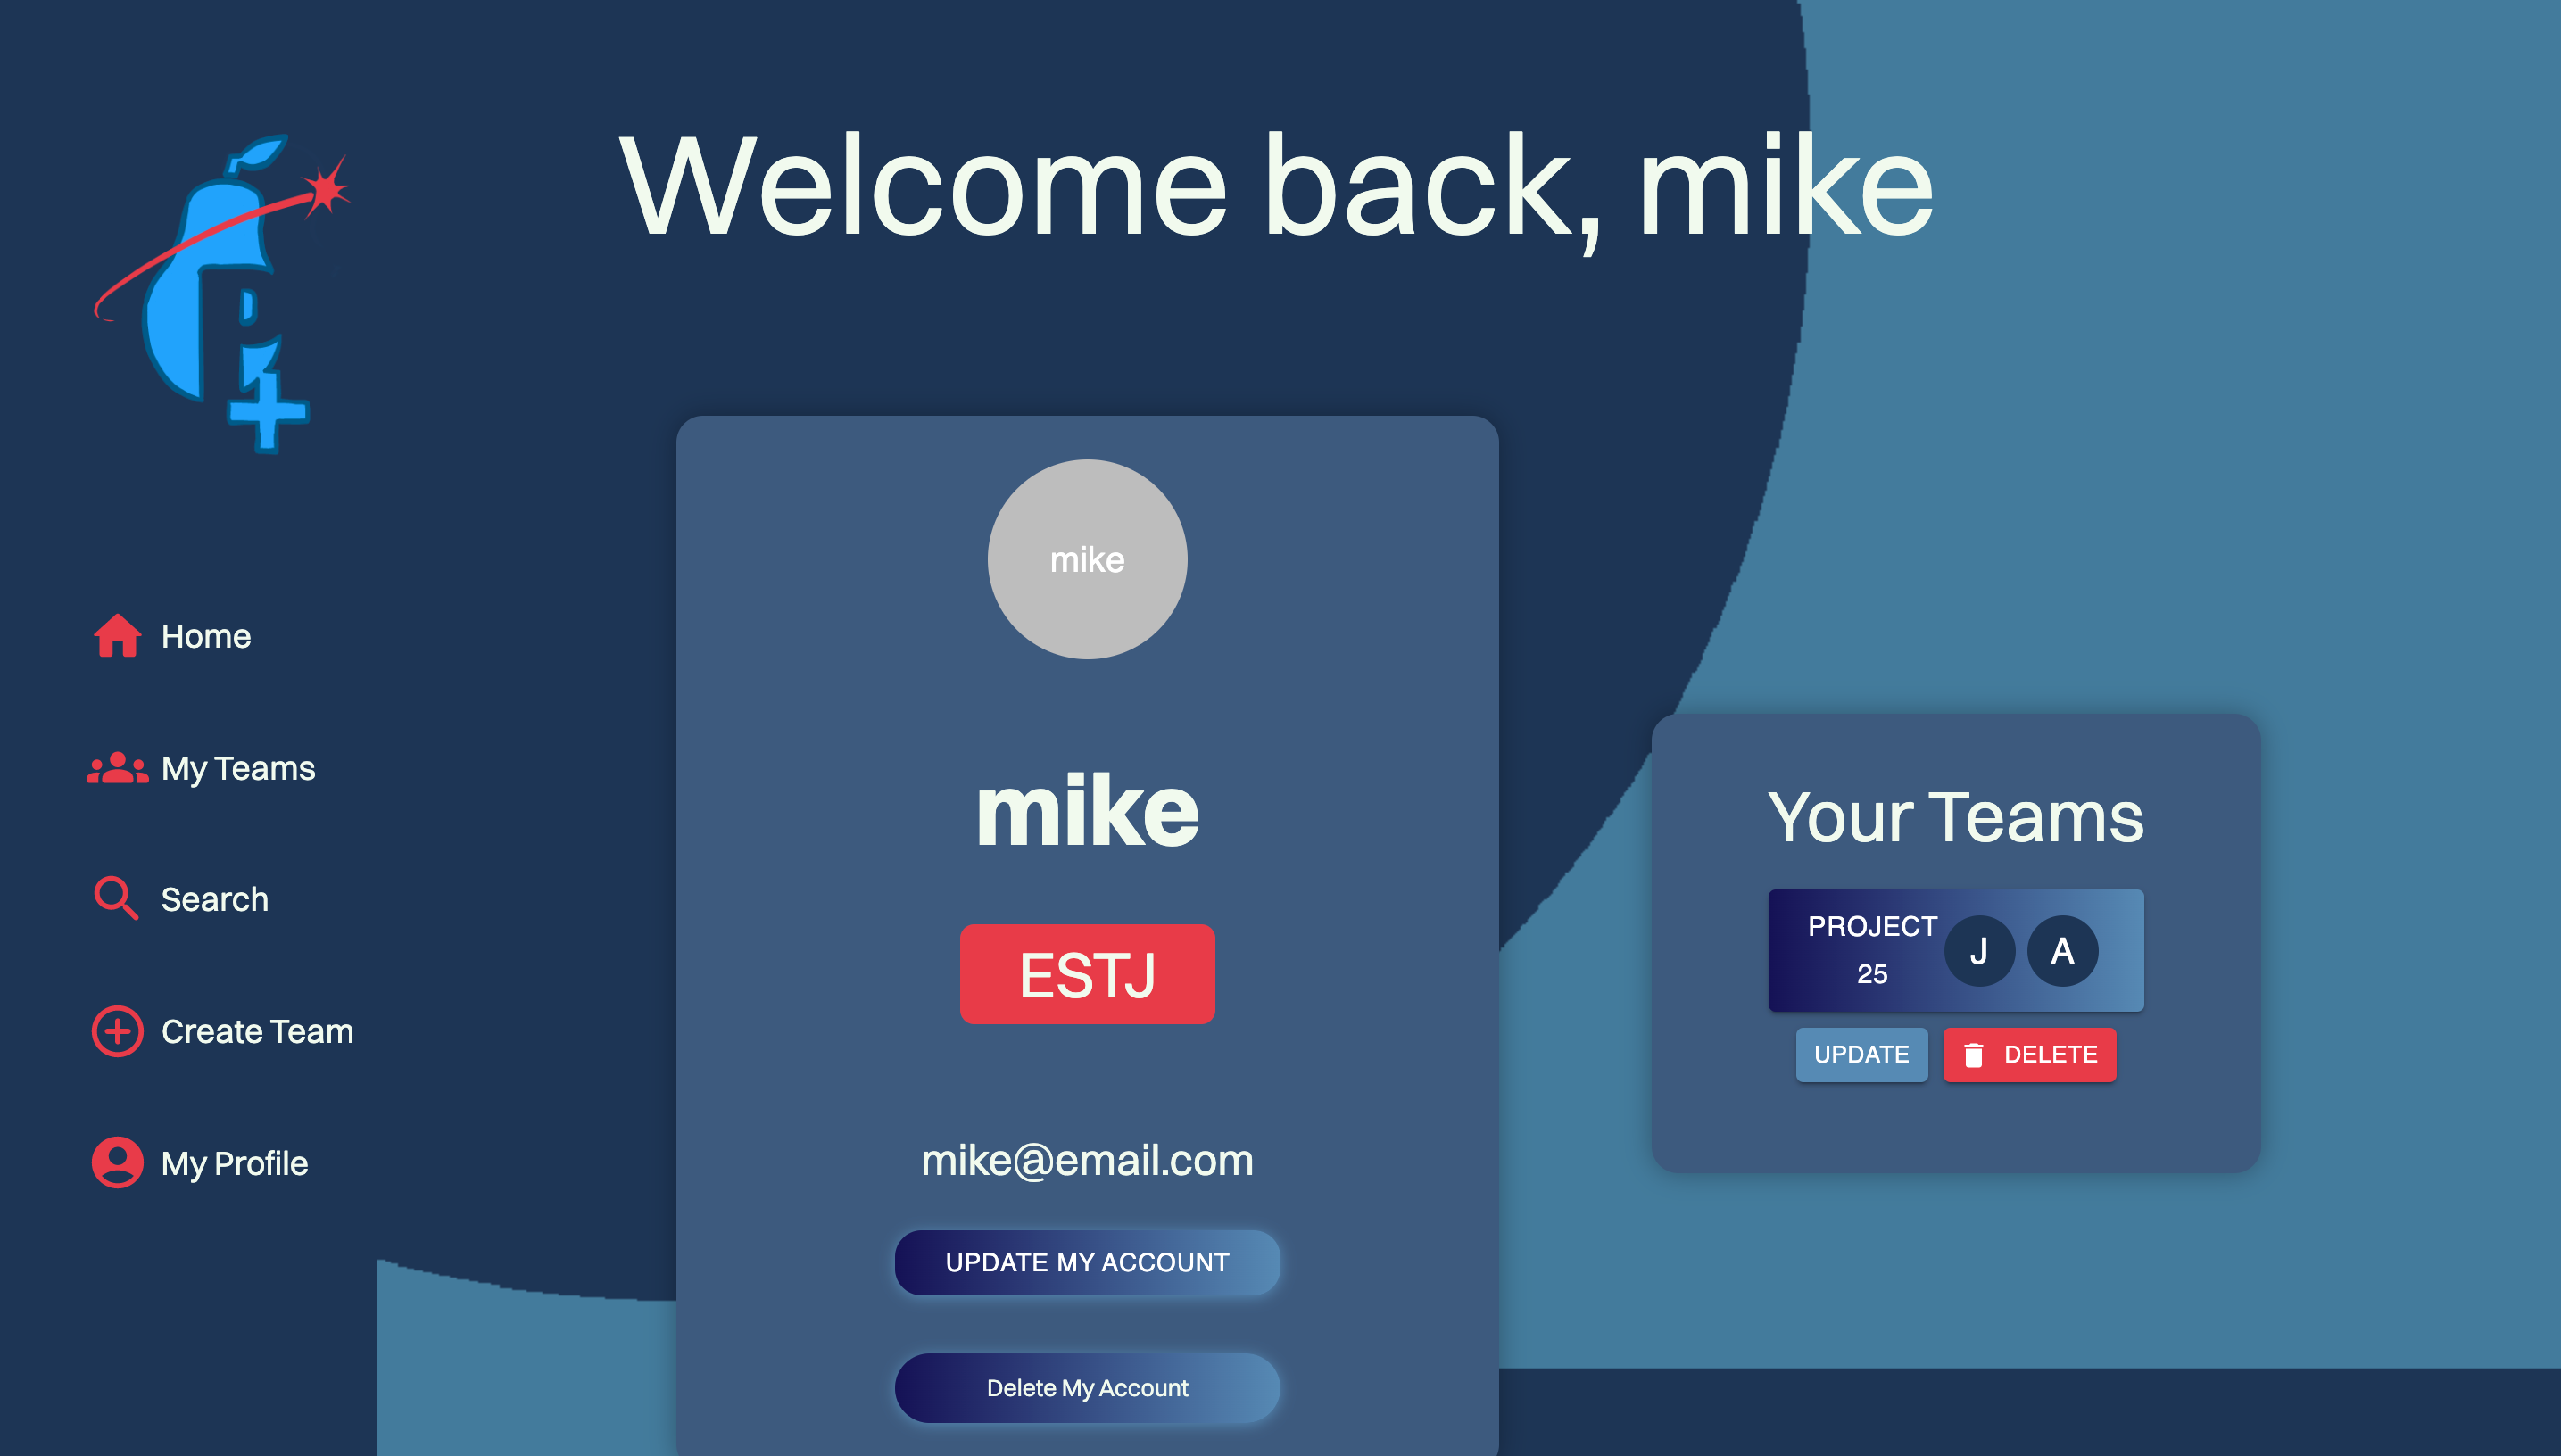 Welcome back, mike
Home
My Teams
Search
Create Team
My Profile
mike
mike
ESTJ
mike@email.com
UPDATE MY ACCOUNT
Delete My Account
Your Teams
PROJECT
25
J A
UPDATE DELETE